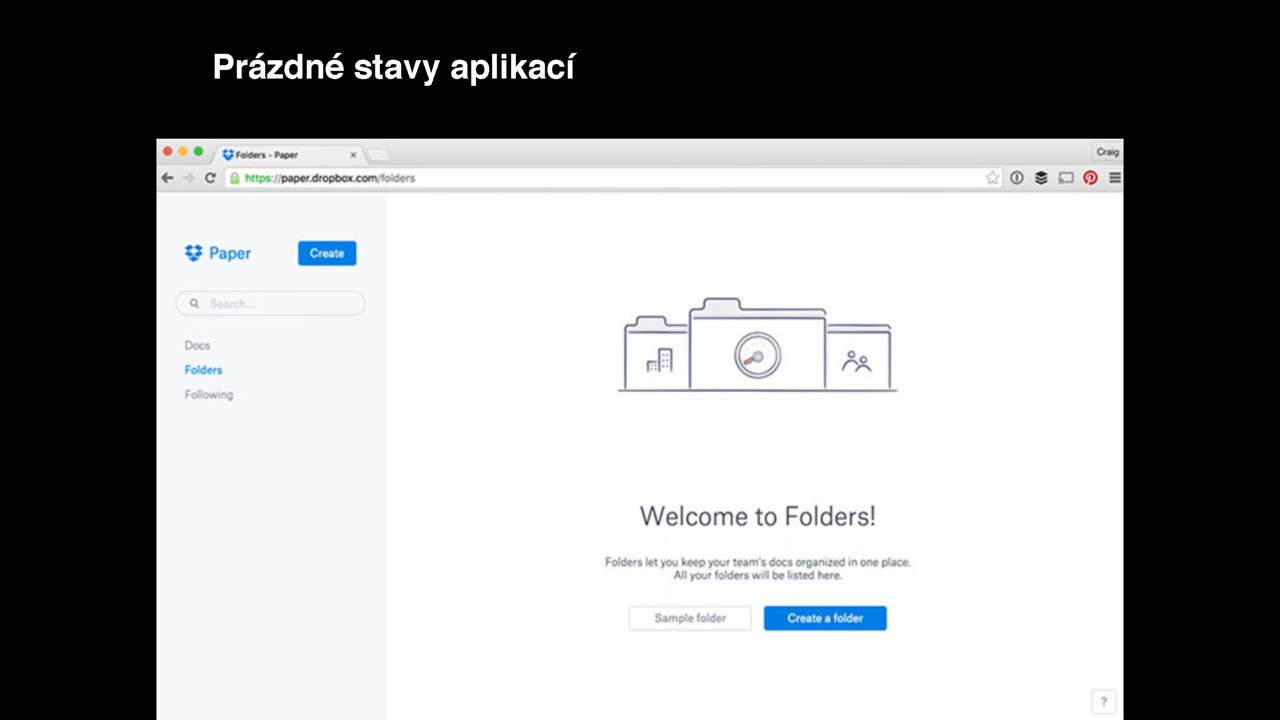 Prázdné stavy aplikací
Folders - Paper
Craig
https://paper.dropbox.com/folders
Paper
Create
Search...
Docs
Folders
Following
Welcome to Folders!
Folders let you keep your team's docs organized in one place.
All your folders will be listed here.
Sample folder
Create a folder
?